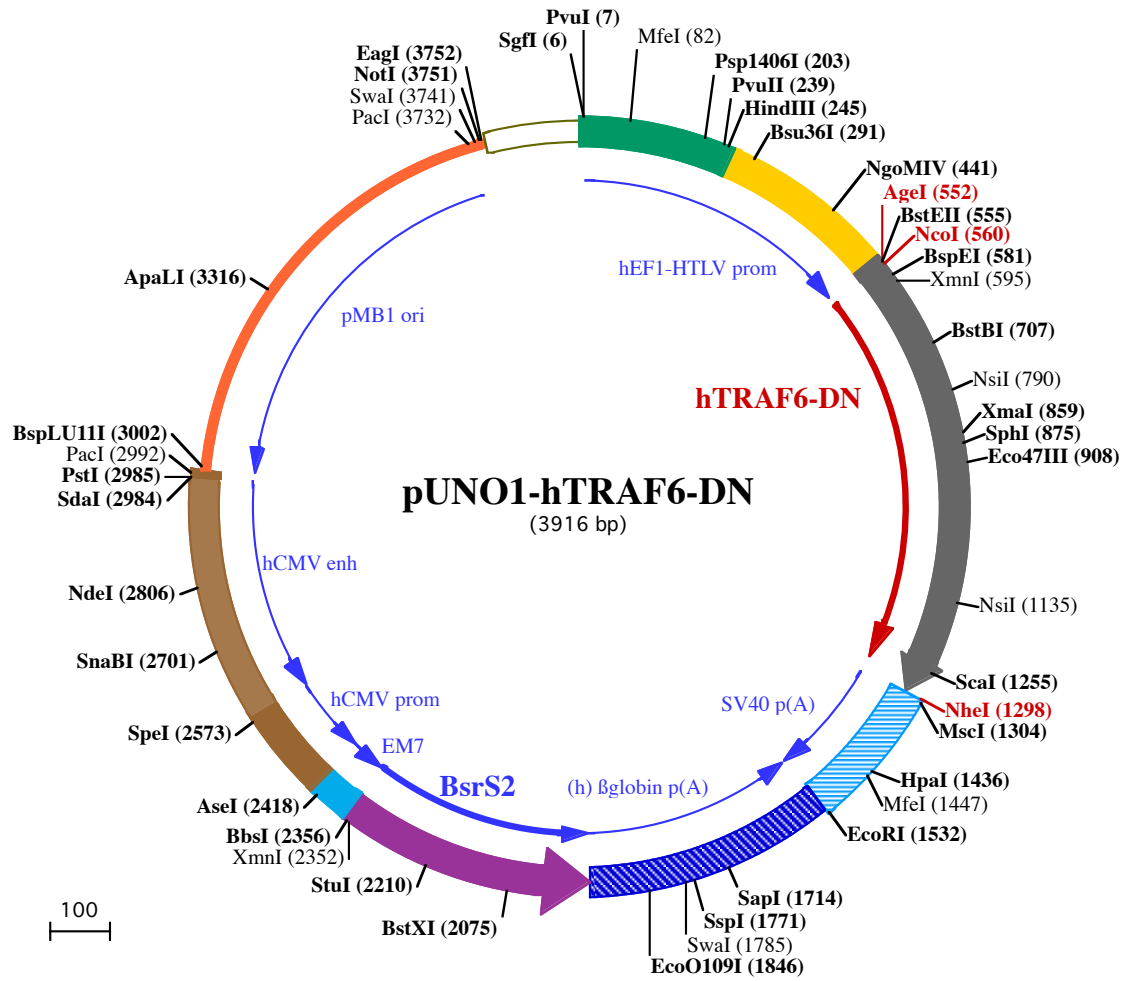 PvuI (7)
SgfI (6)
MfeI (82)
EagI (3752)
NotI (3751)
SwaI (3741)
PacI (3732)
Psp1406I (203)
PvuII (239)
HindIII (245)
Bsu36I (291)
NgoMIV (441)
AgeI (552)
BstEII (555)
NcoI (560)
BspEI (581)
XmnI (595)
hEF1-HTLV prom
ApaLI (3316)
pMB1 ori
BstBI (707)
NsiI (790)
hTRAF6-DN
XmaI (859)
SphI (875)
Eco47III (908)
BspLU11I (3002)
PacI (2992)
PstI (2985)
SdaI (2984)
pUNO1-hTRAF6-DN
(3916 bp)
hCMV enh
NdeI (2806)
NsiI (1135)
SnaBI (2701)
ScaI (1255)
hCMV prom
SV40 p(A)
NheI (1298)
MscI (1304)
SpeI (2573)
EM7
BsrS2
(h) ßglobin p(A)
HpaI (1436)
MfeI (1447)
AseI (2418)
EcoRI (1532)
BbsI (2356)
XmnI (2352)
StuI (2210)
SapI (1714)
BstXI (2075)
SspI (1771)
SwaI (1785)
EcoO109I (1846)
100